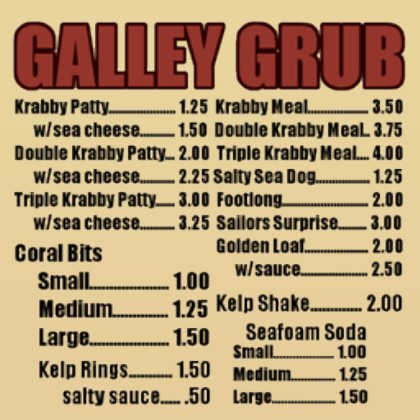 GALLEY GRUB
Krabby Patty.................... 1.25
w/sea cheese.......... 1.50
Double Krabby Patty... 2.00
w/sea cheese.......... 2.25
Triple Krabby Patty...... 3.00
w/sea cheese.......... 3.25
Coral Bits
Small.................... 1.00
Medium.............. 1.25
Large.................... 1.50
Kelp Rings............ 1.50
salty sauce..... .50
Krabby Meal.................. 3.50
Double Krabby Meal.. 3.75
Triple Krabby Meal.... 4.00
Salty Sea Dog................ 1.25
Footlong........................ 2.00
Sailors Surprise.......... 3.00
Golden Loaf................... 2.00
w/sauce.................... 2.50
Kelp Shake.............. 2.00
Seafoam Soda
Small.................. 1.00
Medium.............. 1.25
Large.................... 1.50